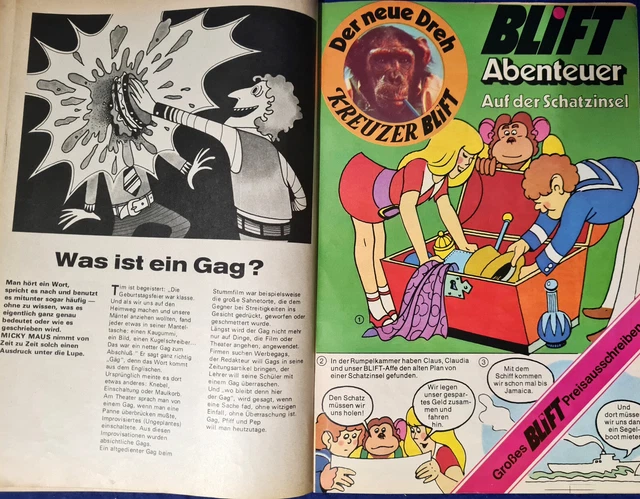 Was ist ein Gag?
Man hört ein Wort,
spricht es nach und benutzt
es mitunter sogar häufig —
ohne zu wissen, was es
eigentlich ganz genau
bedeutet oder wie es
geschrieben wird.
MICKY MAUS nimmt von
Zeit zu Zeit solch einen
Ausdruck unter die Lupe.
Tim ist begeistert: „Die
Geburtstagsfeier war klasse.
Und als wir uns auf den
Heimweg machen und unsere
Mäntel anziehen wollten, fand
jeder etwas in seiner Mantel-
tasche: einen Kaugummi,
ein Bild, einen Kugelschreiber...
Das war ein netter Gag zum
Abschluß.“ Er sagt ganz richtig
„Gag“, denn das Wort kommt
aus dem Englischen.
Ursprünglich meinte es dort
etwas anderes: Knebel,
Einschaltung oder Maulkorb.
Am Theater sprach man von
einem Gag, wenn man eine
Panne überbrücken mußte,
Improvisiertes (Ungeplantes)
einschaltete. Aus diesen
Improvisationen wurden
absichtliche Gags.
Ein altgedienter Gag beim
Stummfilm war beispielsweise
die große Sahnetorte, die dem
Gegner bei Streitigkeiten ins
Gesicht gedrückt, geworfen oder
geschmettert wurde.
Längst wird der Gag nicht mehr
nur auf Dinge, die Film oder
Theater angehen, angewendet.
Firmen suchen Werbegags,
der Redakteur will Gags in seine
Zeitungsartikel bringen, der
Lehrer will seine Schüler mit
einem Gag überraschen.
Und „wo bleibt denn hier
der Gag“, wird gesagt, wenn
eine Sache fad, ohne witzigen
Einfall, ohne Überraschung ist.
Gag, Pfiff und Pep
will man heutzutage.
Der neue Dreh
KREUZER BLIFT
BLiFT
Abenteuer
Auf der Schatzinsel
1
2 In der Rumpelkammer haben Claus, Claudia
und unser BLIFT-Affe den alten Plan von
einer Schatzinsel gefunden.
Den Schatz
müssen wir
uns holen!
Wir legen
unser gespar-
tes Geld zusam-
men und
fahren
hin.
3
Mit dem
Schiff kommen
wir schon mal bis
Jamaica.
Und
dort müssen
wir uns dann
ein Segel-
boot mieten
Großes BLIFT Preisausschreiben